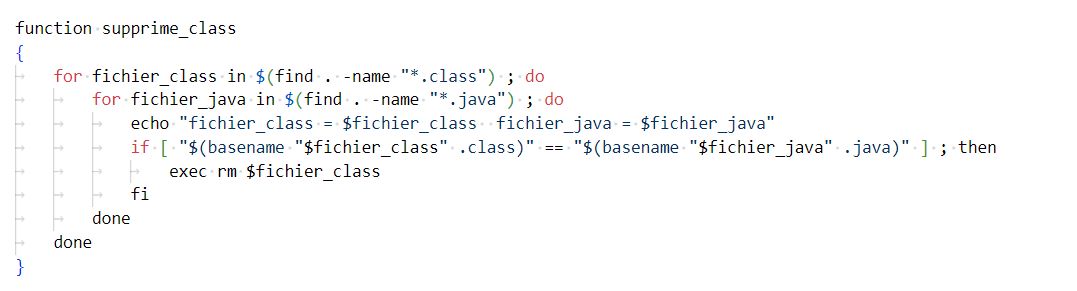 function supprime_class
{
for fichier_class in $(find . -name "*.class") ; do
for fichier_java in $(find . -name "*.java") ; do
echo "fichier_class = $fichier_class  fichier_java = $fichier_java"
if [ "$(basename "$fichier_class" .class)" == "$(basename "$fichier_java" .java)" ] ; then
exec rm $fichier_class
fi
done
done
}